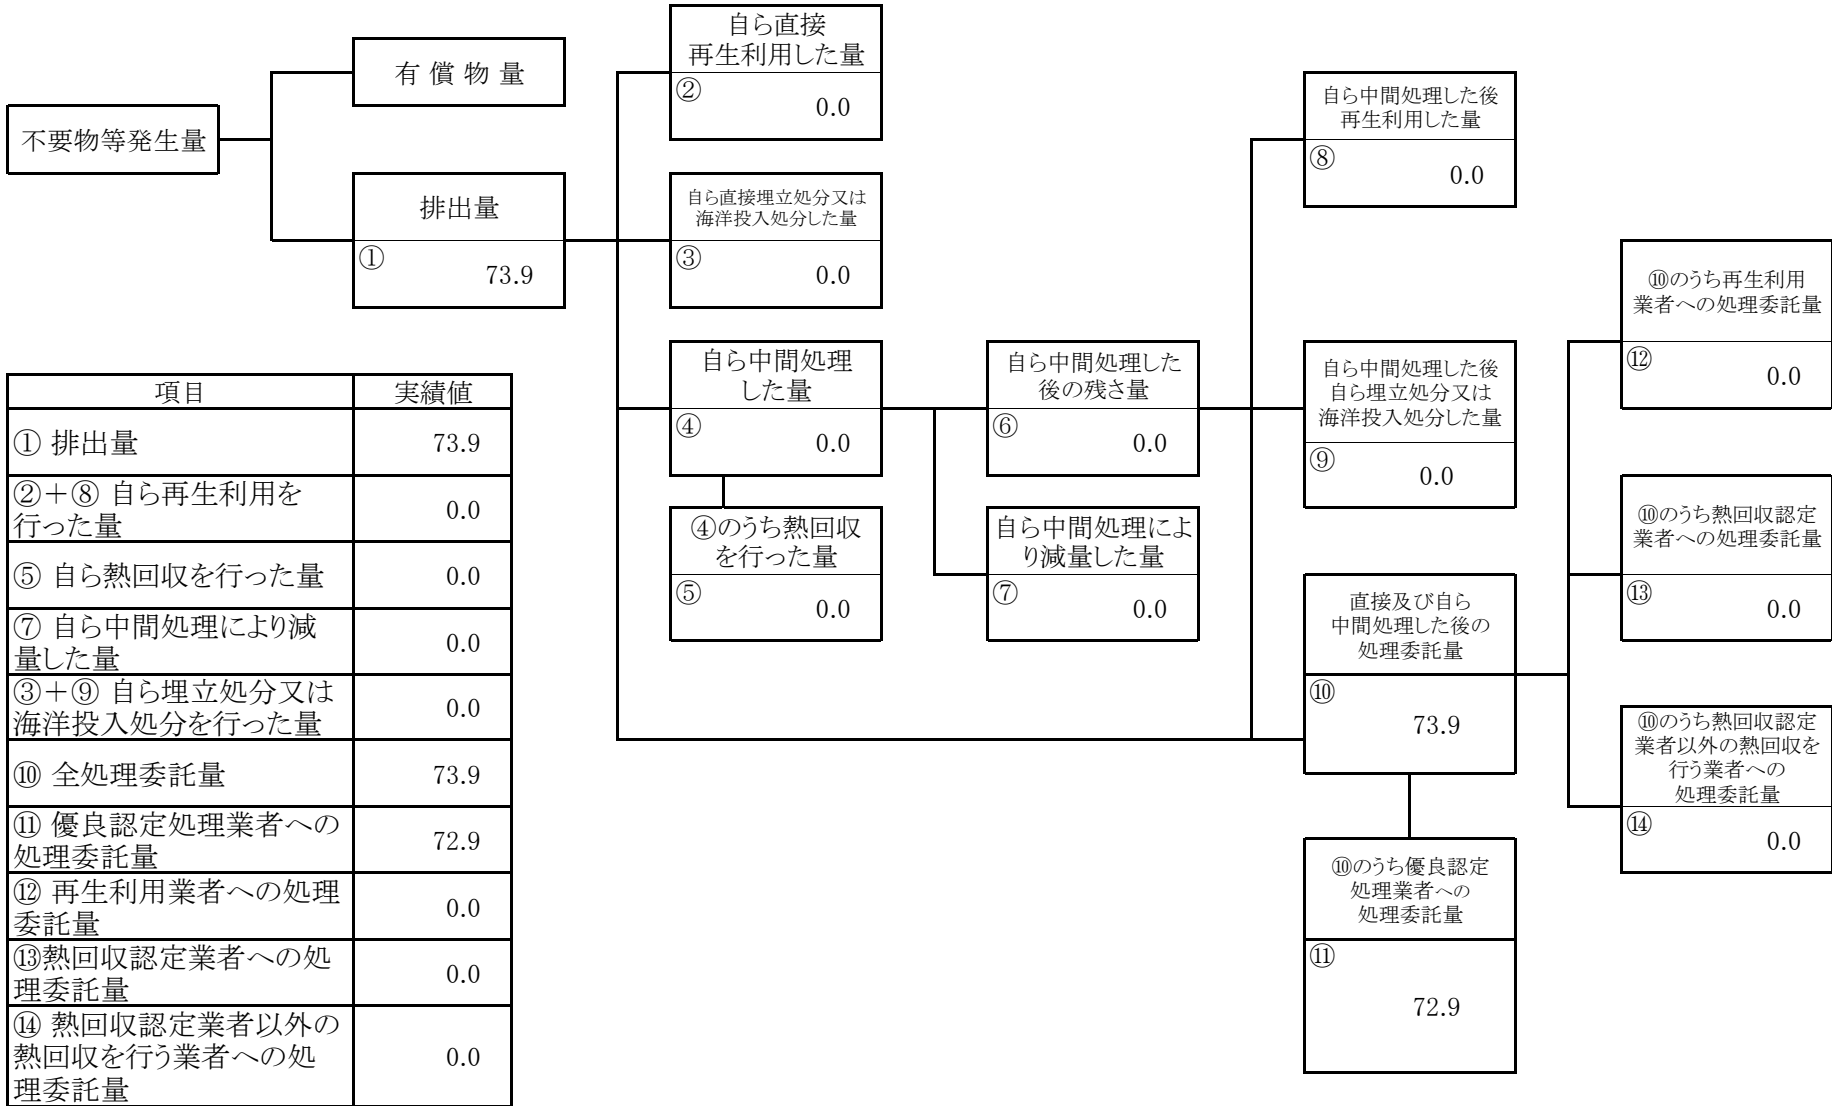 不要物等発生量
有 償 物 量
排出量
①
73.9
自ら直接
再生利用した量
②
0.0
自ら直接埋立処分又は
海洋投入処分した量
③
0.0
自ら中間処理
した量
④
0.0
④のうち熱回収
を行った量
⑤
0.0
自ら中間処理した
後の残さ量
⑥
0.0
自ら中間処理によ
り減量した量
⑦
0.0
自ら中間処理した後
再生利用した量
⑧
0.0
自ら中間処理した後
自ら埋立処分又は
海洋投入処分した量
⑨
0.0
直接及び自ら
中間処理した後の
処理委託量
⑩
73.9
⑩のうち優良認定
処理業者への
処理委託量
⑪
72.9
⑩のうち再生利用
業者への処理委託量
⑫
0.0
⑩のうち熱回収認定
業者への処理委託量
⑬
0.0
⑩のうち熱回収認定
業者以外の熱回収を
行う業者への
処理委託量
⑭
0.0
項目 実績値
① 排出量 73.9
②＋⑧ 自ら再生利用を
行った量 0.0
⑤ 自ら熱回収を行った量 0.0
⑦ 自ら中間処理により減
量した量 0.0
③＋⑨ 自ら埋立処分又は
海洋投入処分を行った量 0.0
⑩ 全処理委託量 73.9
⑪ 優良認定処理業者への
処理委託量 72.9
⑫ 再生利用業者への処理
委託量 0.0
⑬熱回収認定業者への処
理委託量 0.0
⑭ 熱回収認定業者以外の
熱回収を行う業者への処
理委託量 0.0